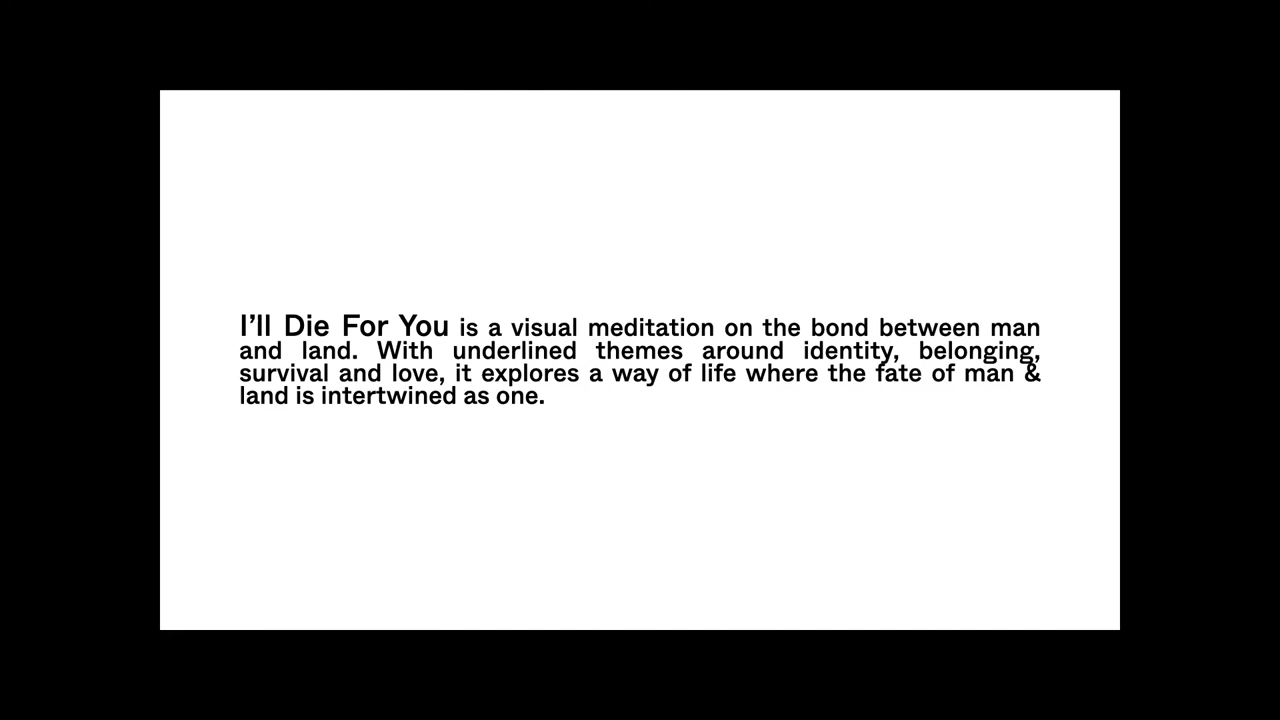 I’ll Die For You is a visual meditation on the bond between man
and land. With underlined themes around identity, belonging,
survival and love, it explores a way of life where the fate of man &
land is intertwined as one.